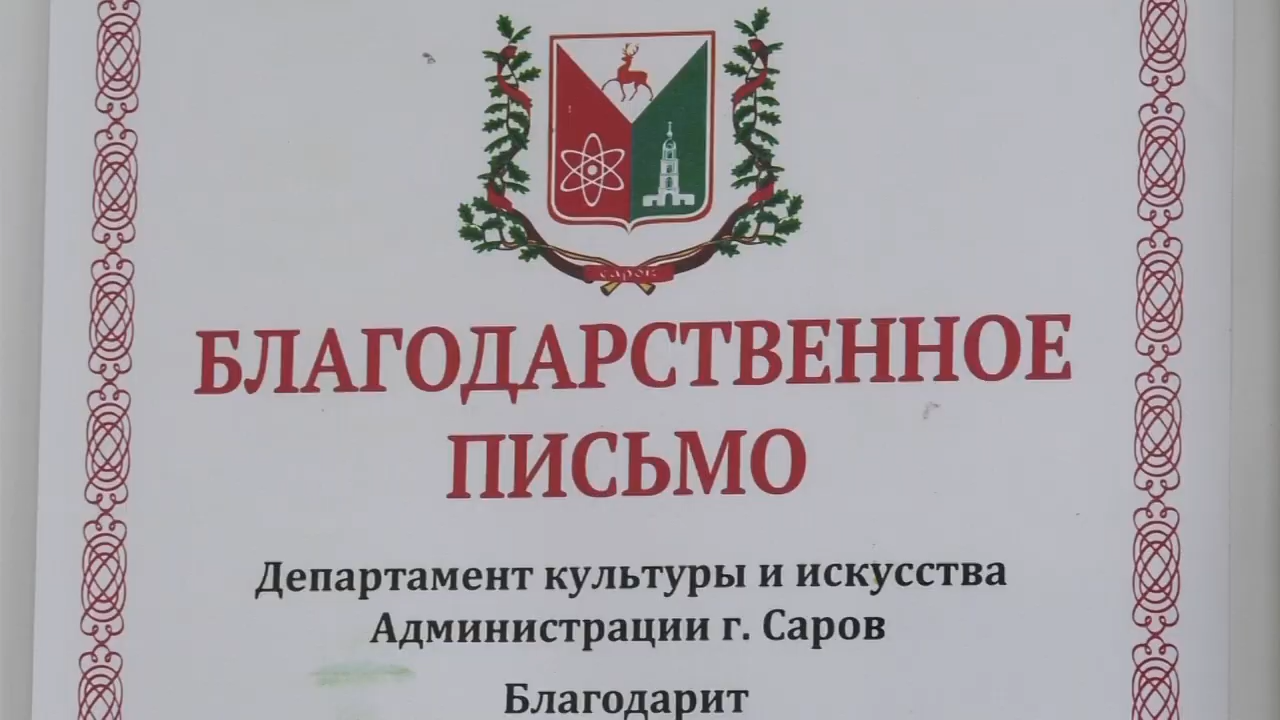 саров
БЛАГОДАРСТВЕННОЕ
ПИСЬМО
Департамент культуры и искусства
Администрации г. Саров
Благодарит